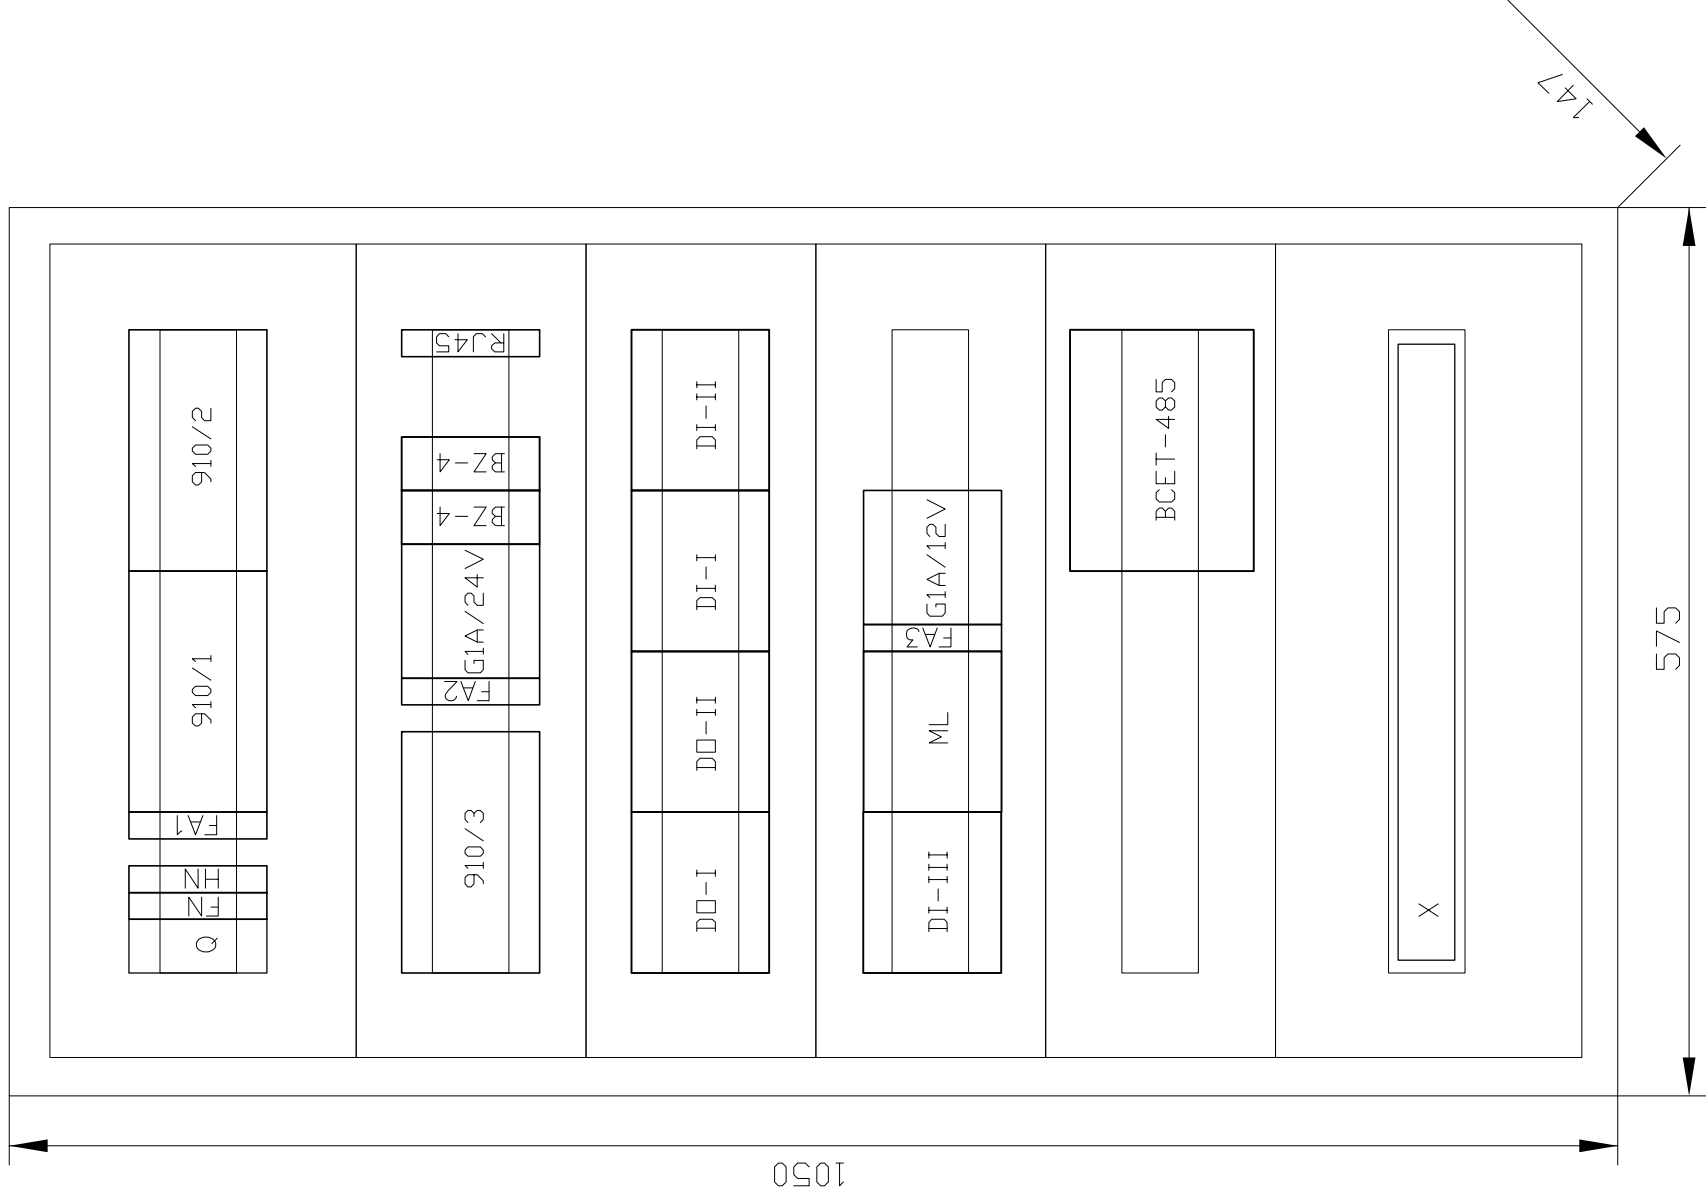 147
Q
FN
HN
FA1
910/1
910/2
910/3
FA2
G1A/24V
BZ-4
BZ-4
RJ45
DO-I
DO-II
DI-I
DI-II
DI-III
ML
FA3
G1A/12V
BCET-485
X
575
1050